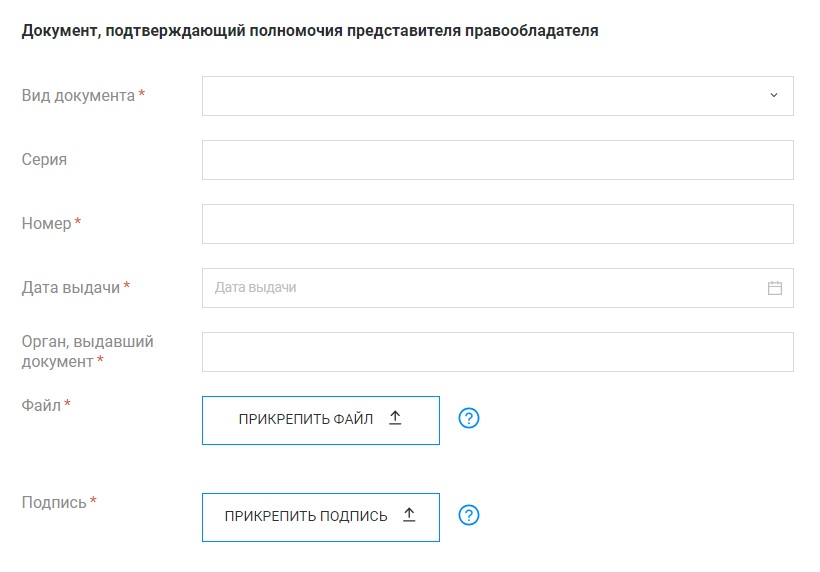 Документ, подтверждающий полномочия представителя правообладателя
Вид документа *
Серия
Номер *
Дата выдачи *
Дата выдачи
Орган, выдавший
документ *
Файл *
ПРИКРЕПИТЬ ФАЙЛ
?
Подпись *
ПРИКРЕПИТЬ ПОДПИСЬ
?